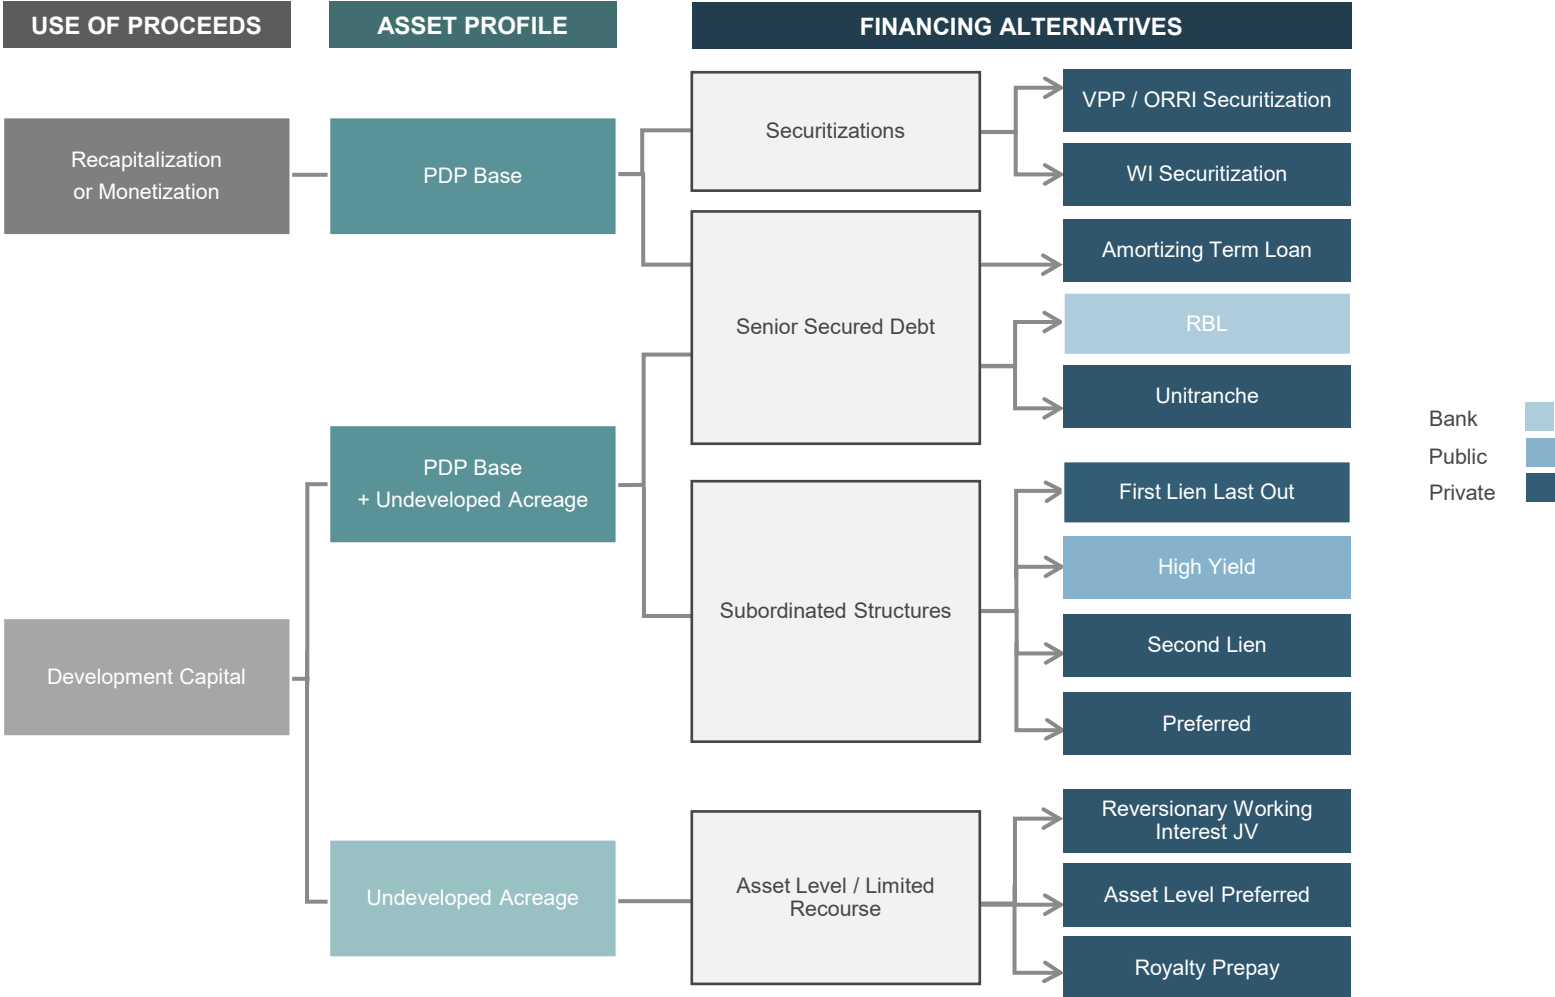 USE OF PROCEEDS
ASSET PROFILE
FINANCING ALTERNATIVES
Recapitalization
or Monetization
PDP Base
Securitizations
VPP / ORRI Securitization
WI Securitization
Senior Secured Debt
Amortizing Term Loan
RBL
Unitranche
Development Capital
PDP Base
+ Undeveloped Acreage
Subordinated Structures
First Lien Last Out
High Yield
Second Lien
Preferred
Undeveloped Acreage
Asset Level / Limited
Recourse
Reversionary Working
Interest JV
Asset Level Preferred
Royalty Prepay
Bank
Public
Private